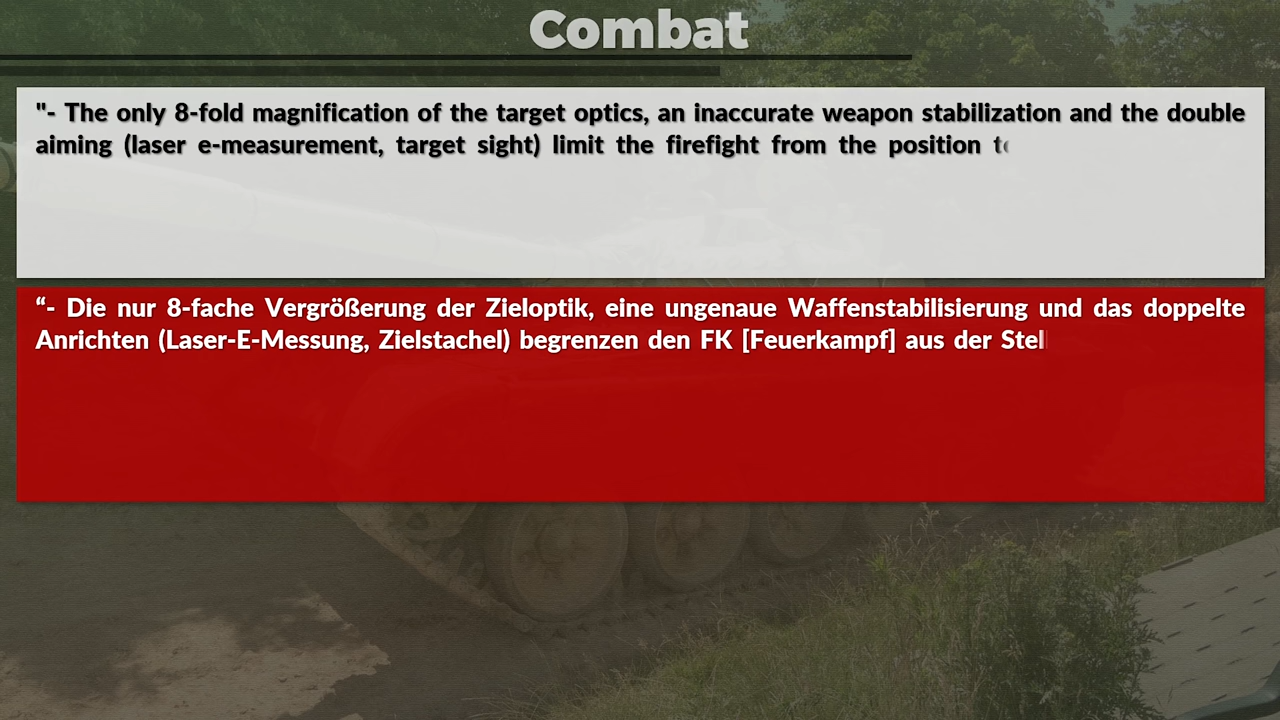 Combat
"- The only 8-fold magnification of the target optics, an inaccurate weapon stabilization and the double
aiming (laser e-measurement, target sight) limit the firefight from the position
“- Die nur 8-fache Vergrößerung der Zieloptik, eine ungenaue Waffenstabilisierung und das doppelte
Anrichten (Laser-E-Messung, Zielstachel) begrenzen den FK [Feuerkampf] aus der Stel